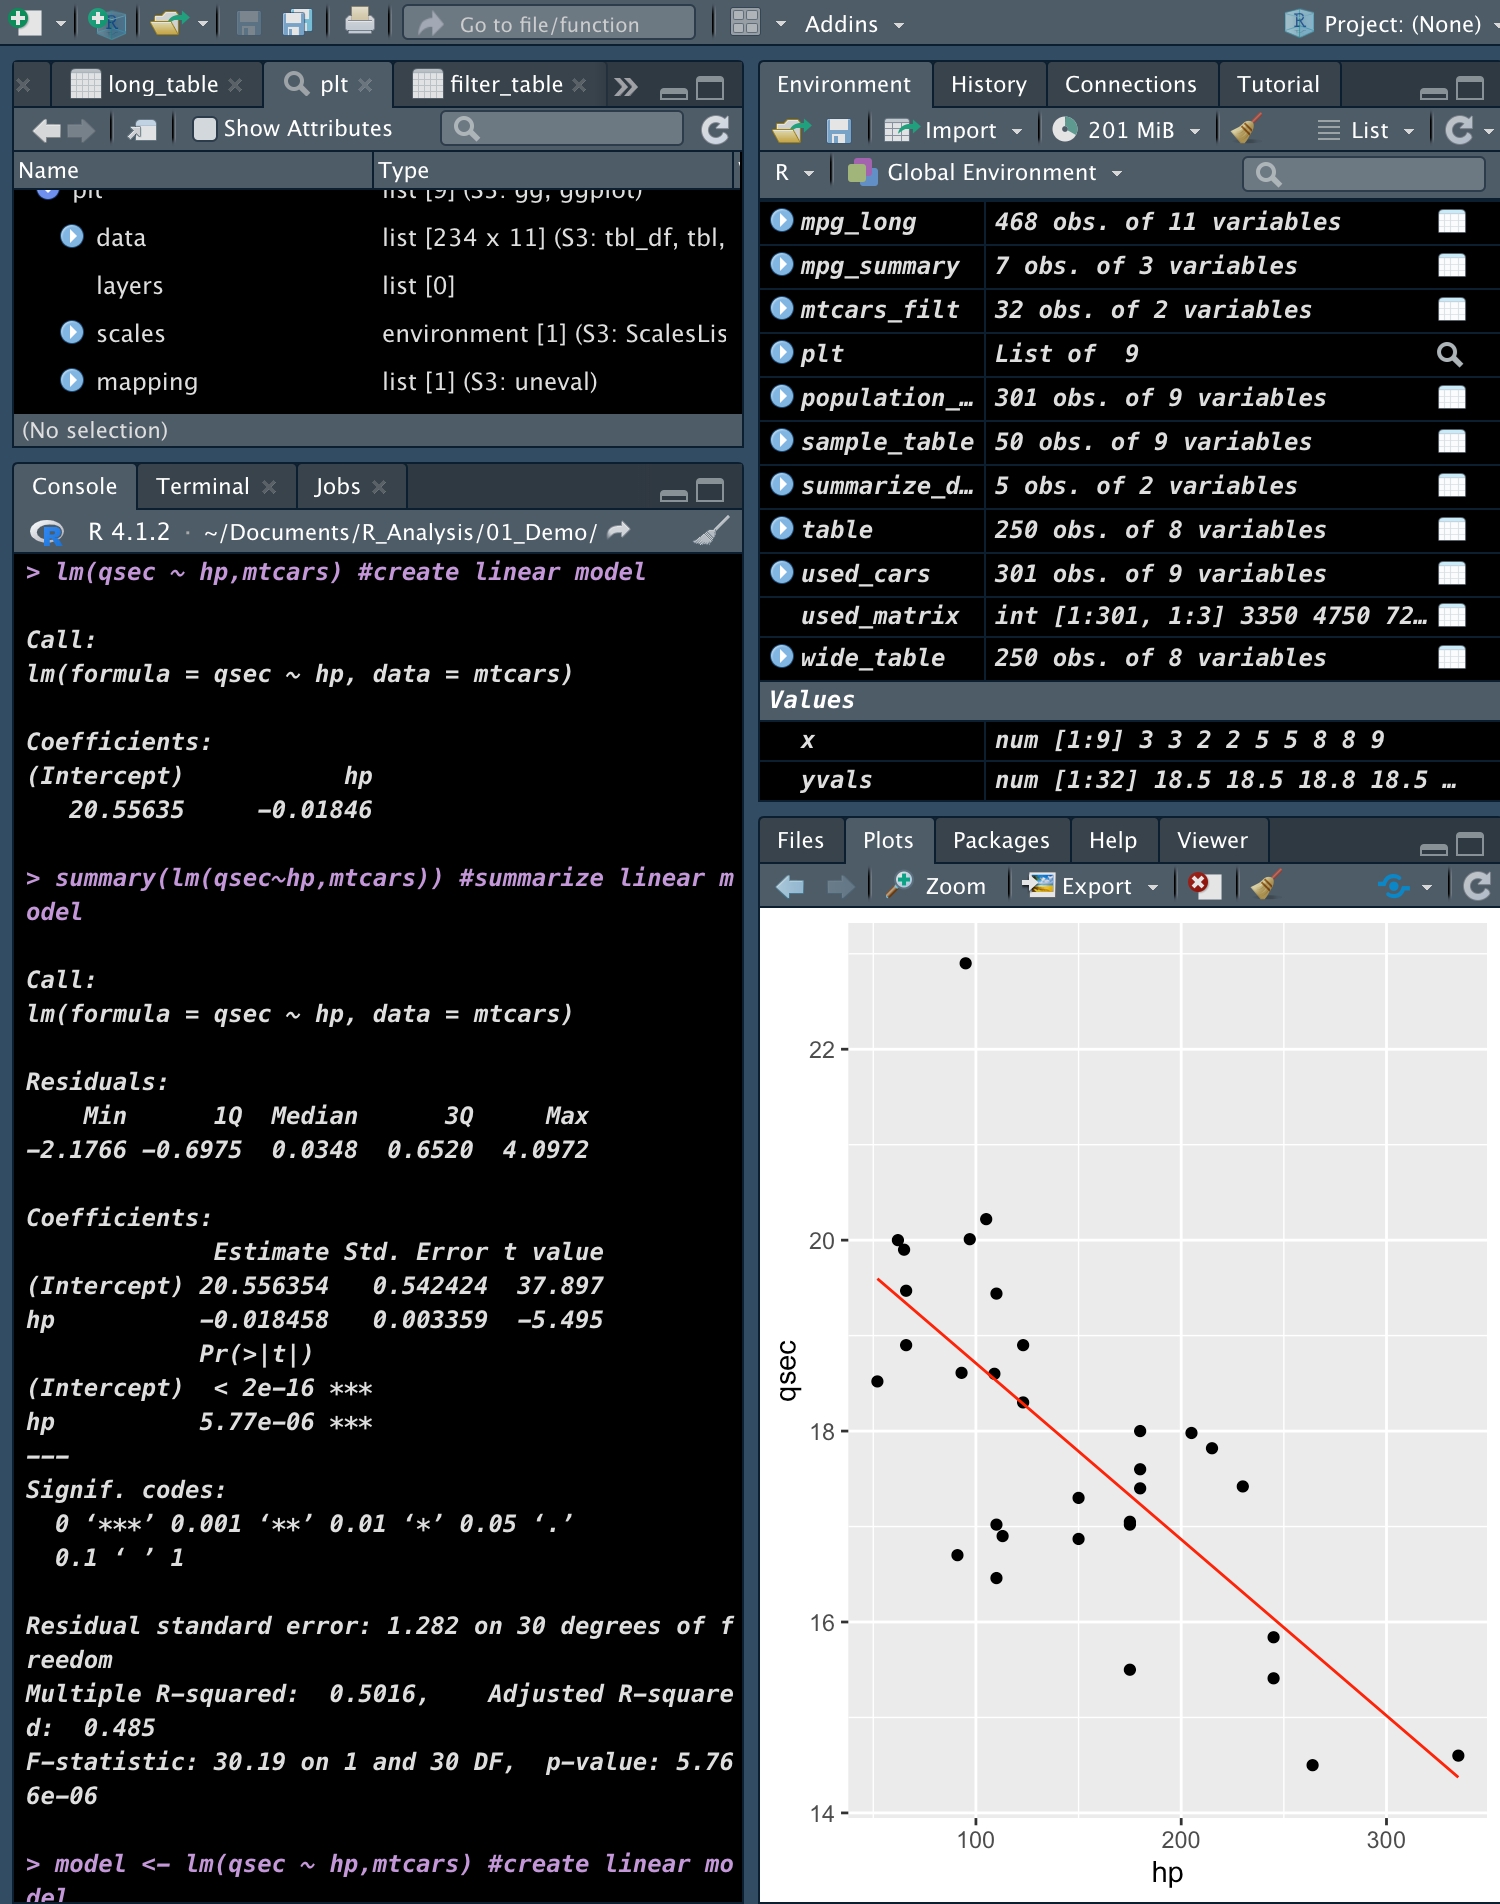 Go to file/function
Addins
Project: (None)
long_table
plt
filter_table
Show Attributes
Name Type
plt list [9] (S3: gg, ggplot)
data list [234 x 11] (S3: tbl_df, tbl,
layers list [0]
scales environment [1] (S3: ScalesLis
mapping list [1] (S3: uneval)
(No selection)
Console Terminal Jobs
R 4.1.2 · ~/Documents/R_Analysis/01_Demo/
> lm(qsec ~ hp,mtcars) #create linear model
Call:
lm(formula = qsec ~ hp, data = mtcars)
Coefficients:
(Intercept) hp
20.55635 -0.01846
> summary(lm(qsec~hp,mtcars)) #summarize linear m
odel
Call:
lm(formula = qsec ~ hp, data = mtcars)
Residuals:
Min 1Q Median 3Q Max
-2.1766 -0.6975 0.0348 0.6520 4.0972
Coefficients:
Estimate Std. Error t value
(Intercept) 20.556354 0.542424 37.897
hp -0.018458 0.003359 -5.495
Pr(>|t|)
(Intercept) < 2e-16 ***
hp 5.77e-06 ***
---
Signif. codes:
0 ‘***’ 0.001 ‘**’ 0.01 ‘*’ 0.05 ‘.’
0.1 ‘ ’ 1
Residual standard error: 1.282 on 30 degrees of f
reedom
Multiple R-squared: 0.5016, Adjusted R-square
d: 0.485
F-statistic: 30.19 on 1 and 30 DF, p-value: 5.76
6e-06
> model <- lm(qsec ~ hp,mtcars) #create linear mo
del
Environment History Connections Tutorial
Import 201 MiB List
R Global Environment
mpg_long 468 obs. of 11 variables
mpg_summary 7 obs. of 3 variables
mtcars_filt 32 obs. of 2 variables
plt List of 9
population_… 301 obs. of 9 variables
sample_table 50 obs. of 9 variables
summarize_d… 5 obs. of 2 variables
table 250 obs. of 8 variables
used_cars 301 obs. of 9 variables
used_matrix int [1:301, 1:3] 3350 4750 72…
wide_table 250 obs. of 8 variables
Values
x num [1:9] 3 3 2 2 5 5 8 8 9
yvals num [1:32] 18.5 18.5 18.8 18.5 …
Files Plots Packages Help Viewer
Zoom Export
22
20
18
16
14
qsec
100 200 300
hp